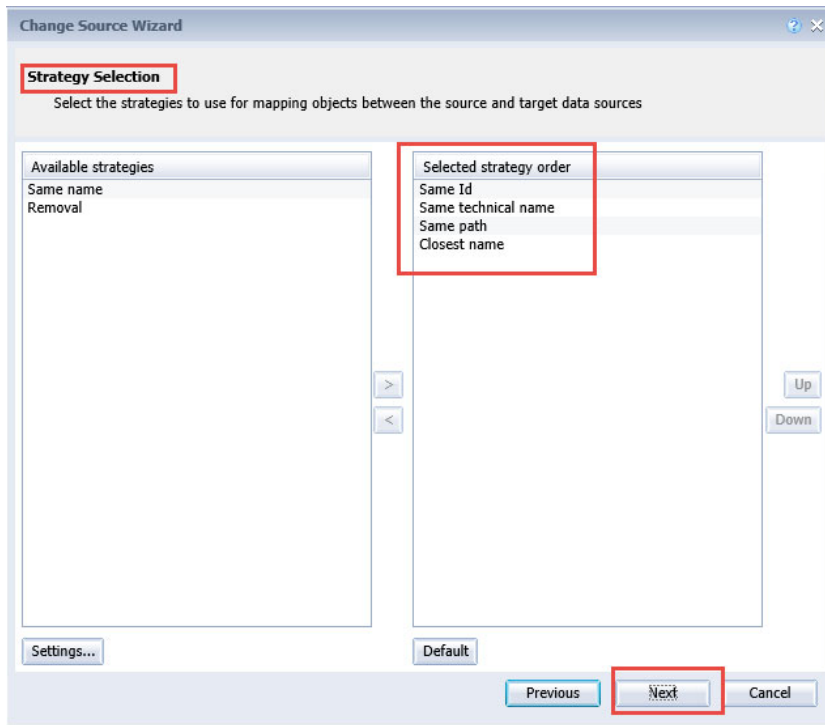 Change Source Wizard
Strategy Selection
Select the strategies to use for mapping objects between the source and target data sources
Available strategies
Same name
Removal
Selected strategy order
Same Id
Same technical name
Same path
Closest name
>
<
Up
Down
Settings...
Default
Previous
Next
Cancel